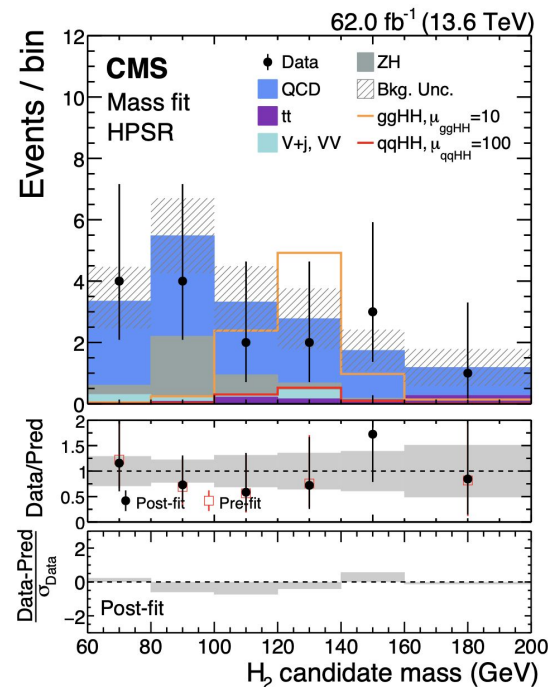 62.0 fb⁻¹ (13.6 TeV)
Events / bin
12
10
8
6
4
2
0
CMS
Mass fit
HPSR
Data
QCD
tt
V+j, VV
ZH
Bkg. Unc.
ggHH, μ_ggHH=10
qqHH, μ_qqHH=100
Data/Pred
2
1.5
1
0.5
0
Post-fit
Pre-fit
Data-Pred
σ_Data
2
0
−2
Post-fit
60 80 100 120 140 160 180 200
H₂ candidate mass (GeV)